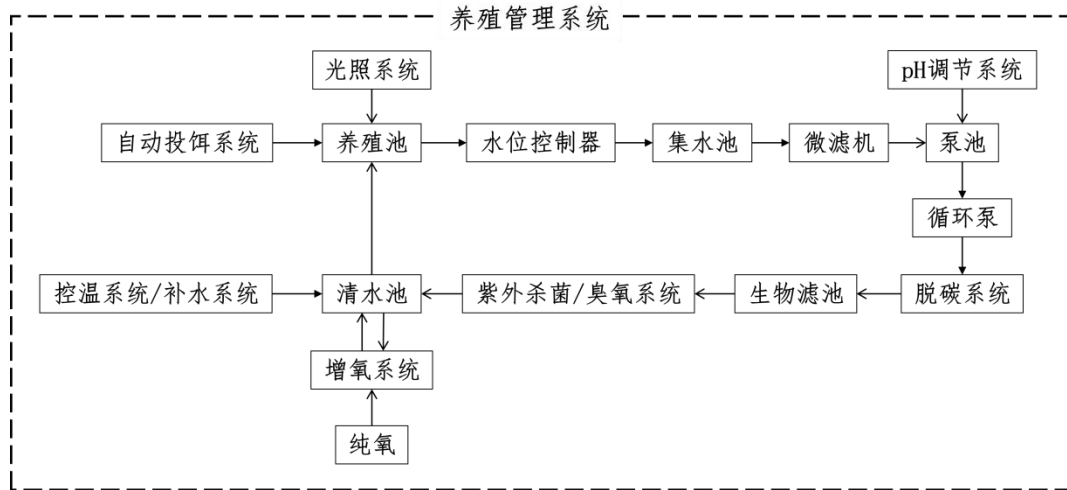 养殖管理系统
光照系统
pH调节系统
自动投饵系统
养殖池
水位控制器
集水池
微滤机
泵池
循环泵
控温系统/补水系统
清水池
紫外杀菌/臭氧系统
生物滤池
脱碳系统
增氧系统
纯氧